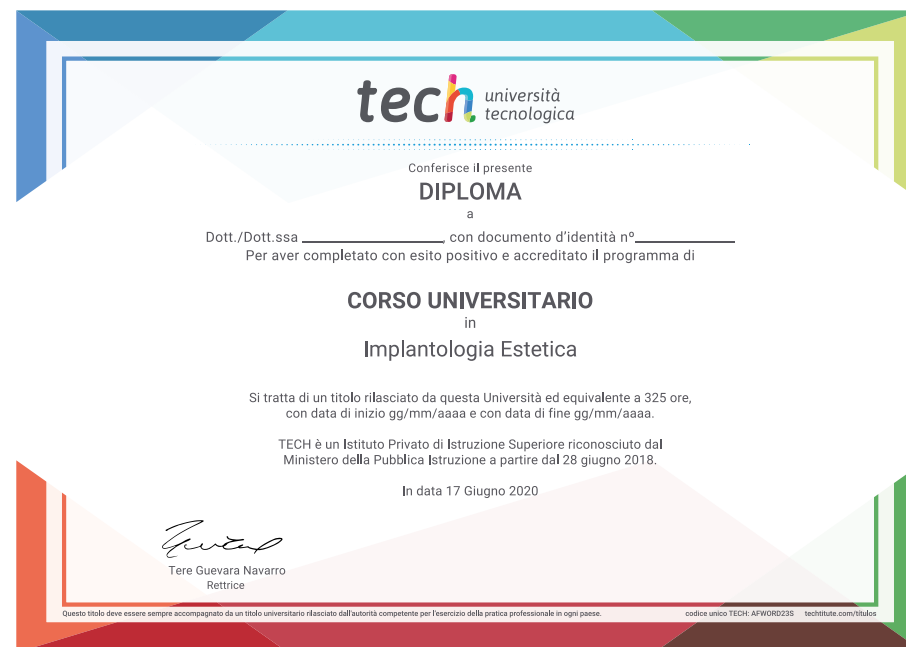 tech università
tecnologica
Conferisce il presente
DIPLOMA
a
Dott./Dott.ssa ____________________, con documento d'identità nº______________
Per aver completato con esito positivo e accreditato il programma di
CORSO UNIVERSITARIO
in
Implantologia Estetica
Si tratta di un titolo rilasciato da questa Università ed equivalente a 325 ore,
con data di inizio gg/mm/aaaa e con data di fine gg/mm/aaaa.
TECH è un Istituto Privato di Istruzione Superiore riconosciuto dal
Ministero della Pubblica Istruzione a partire dal 28 giugno 2018.
In data 17 Giugno 2020
Tere Guevara Navarro
Rettrice
Questo titolo deve essere sempre accompagnato da un titolo universitario rilasciato dall'autorità competente per l'esercizio della pratica professionale in ogni paese. codice unico TECH: AFWORD23S techtitute.com/titulos